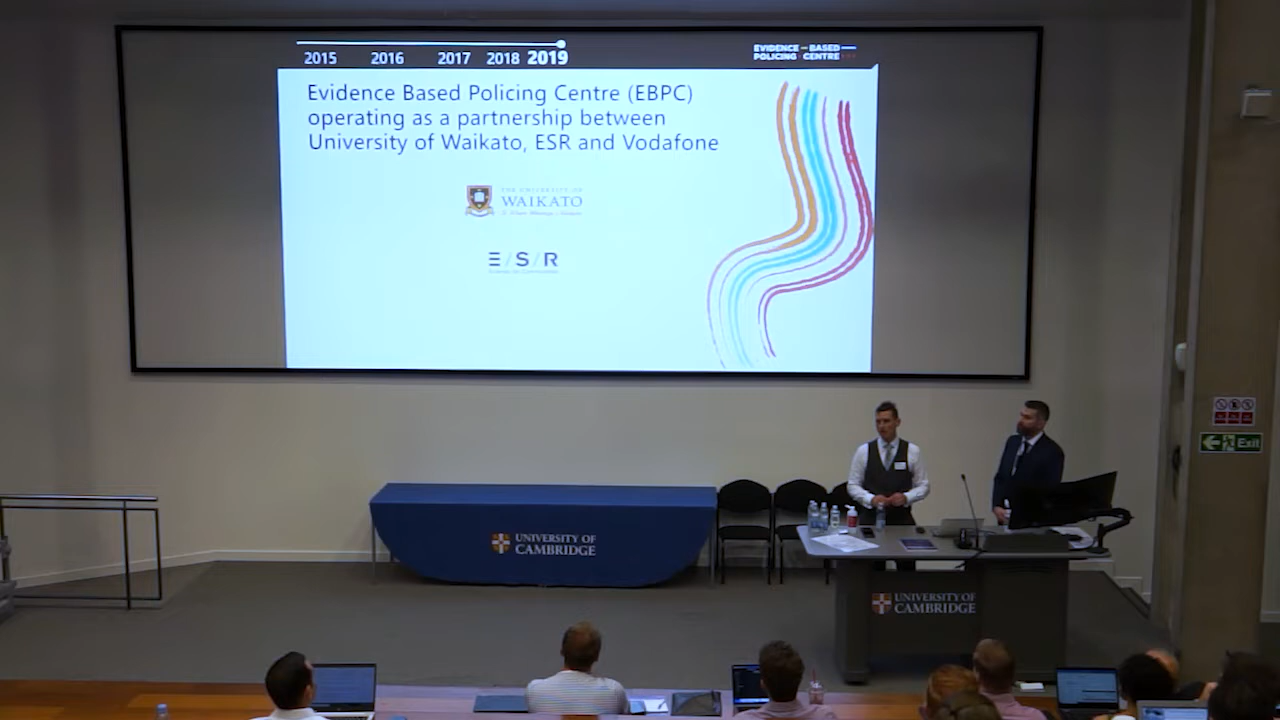 2015 2016 2017 2018 2019
EVIDENCE - BASED
POLICING CENTRE
Evidence Based Policing Centre (EBPC)
operating as a partnership between
University of Waikato, ESR and Vodafone
THE UNIVERSITY OF
WAIKATO
E/S/R
Exit
UNIVERSITY OF
CAMBRIDGE
UNIVERSITY OF
CAMBRIDGE